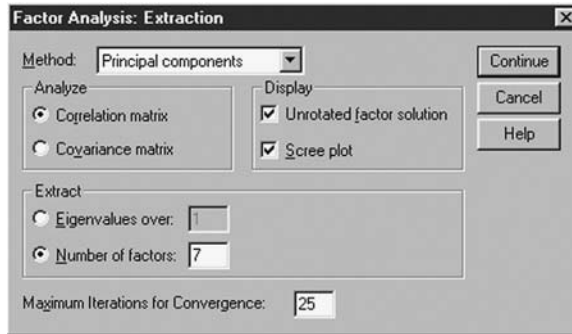 Factor Analysis: Extraction
Method: Principal components
Continue
Analyze
Display
Correlation matrix
Unrotated factor solution
Cancel
Covariance matrix
Scree plot
Help
Extract
Eigenvalues over: 1
Number of factors: 7
Maximum Iterations for Convergence: 25